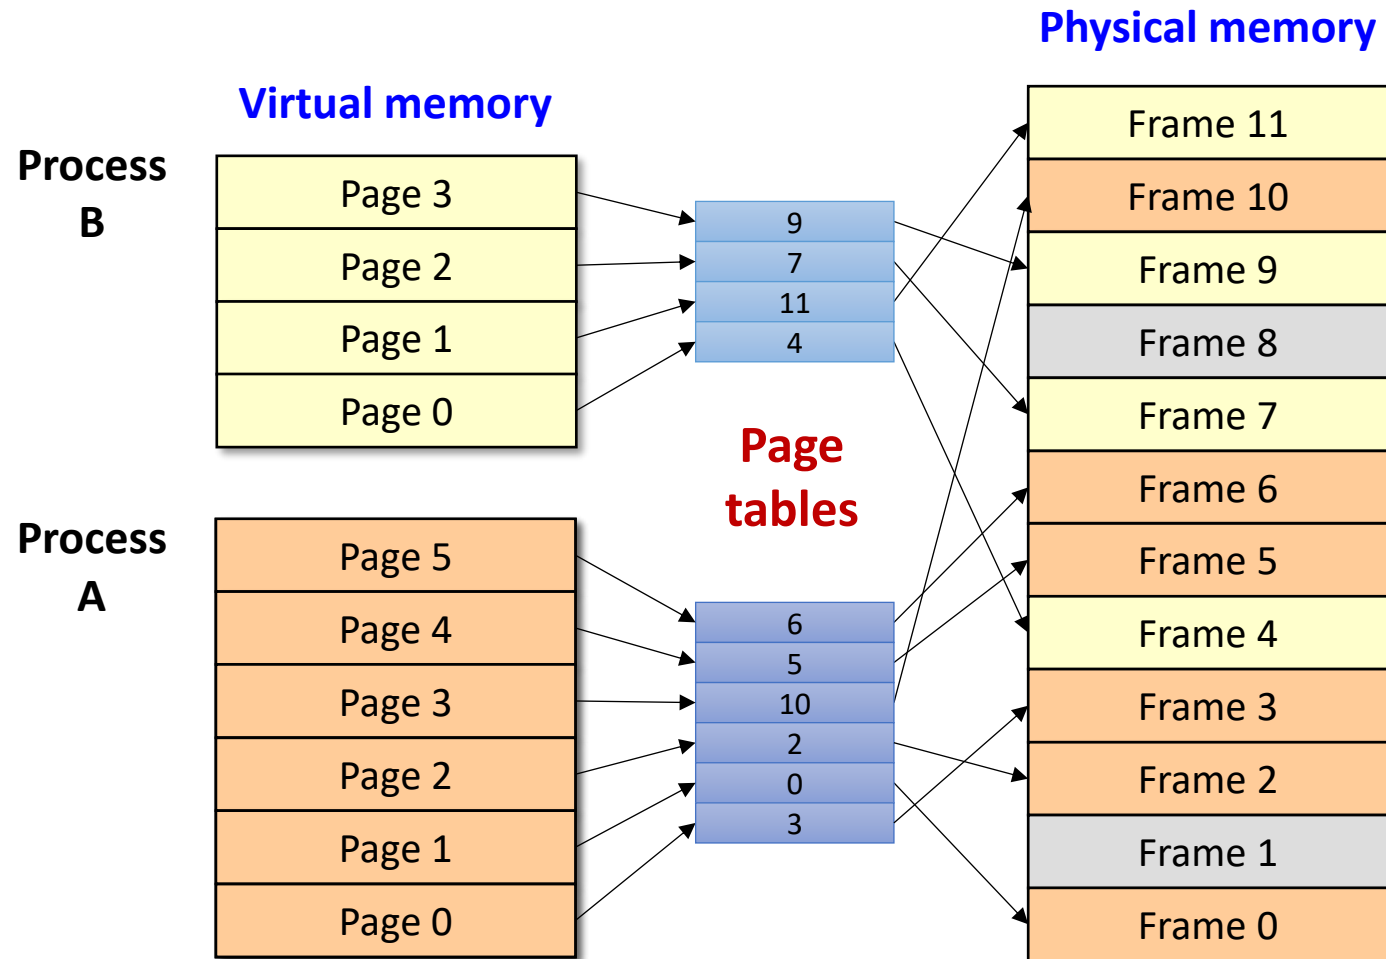 Physical memory
Virtual memory
Process
B
Page 3
Page 2
Page 1
Page 0
9
7
11
4
Page
tables
Process
A
Page 5
Page 4
Page 3
Page 2
Page 1
Page 0
6
5
10
2
0
3
Frame 11
Frame 10
Frame 9
Frame 8
Frame 7
Frame 6
Frame 5
Frame 4
Frame 3
Frame 2
Frame 1
Frame 0